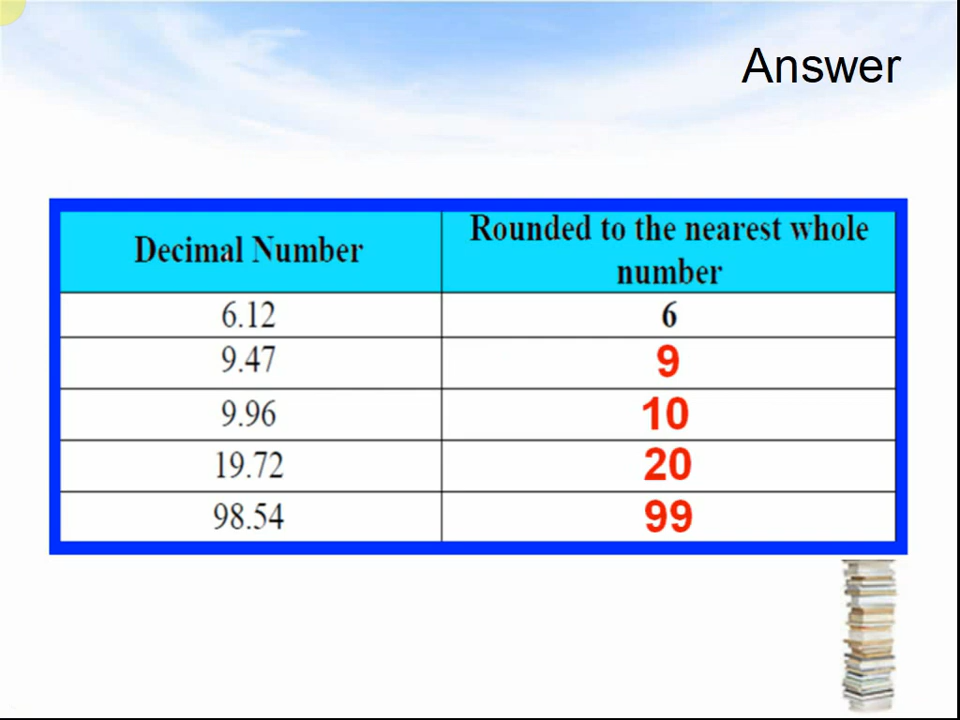 Answer
Decimal Number
Rounded to the nearest whole
number
6.12
6
9.47
9
9.96
10
19.72
20
98.54
99